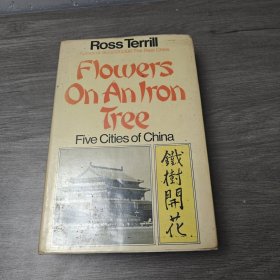 Ross Terrill
Flowers
On An Iron
Tree
Five Cities of China
鐵樹開花